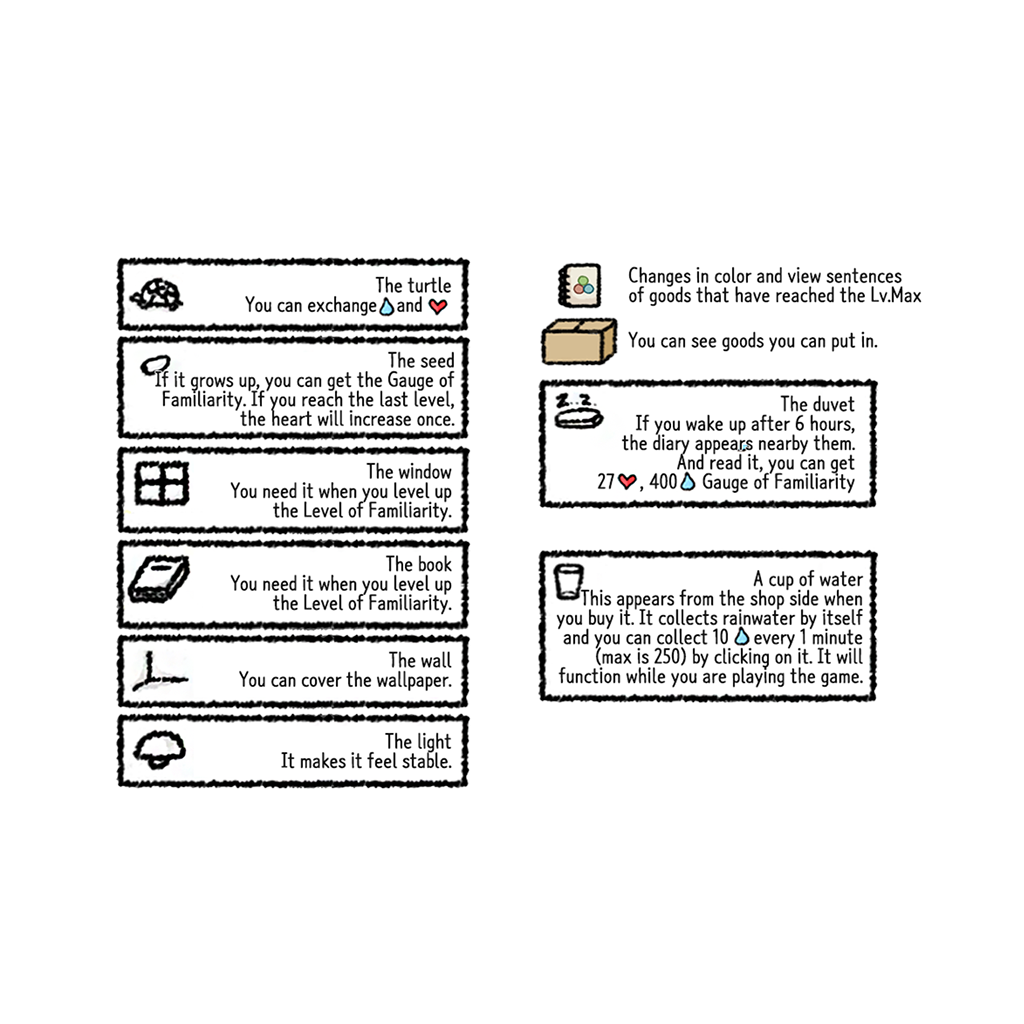 The turtle
You can exchange and
The seed
If it grows up, you can get the Gauge of
Familiarity. If you reach the last level,
the heart will increase once.
The window
You need it when you level up
the Level of Familiarity.
The book
You need it when you level up
the Level of Familiarity.
The wall
You can cover the wallpaper.
The light
It makes it feel stable.
Changes in color and view sentences
of goods that have reached the Lv.Max
You can see goods you can put in.
z z
The duvet
If you wake up after 6 hours,
the diary appears nearby them.
And read it, you can get
27 , 400 Gauge of Familiarity
A cup of water
This appears from the shop side when
you buy it. It collects rainwater by itself
and you can collect 10 every 1 minute
(max is 250) by clicking on it. It will
function while you are playing the game.